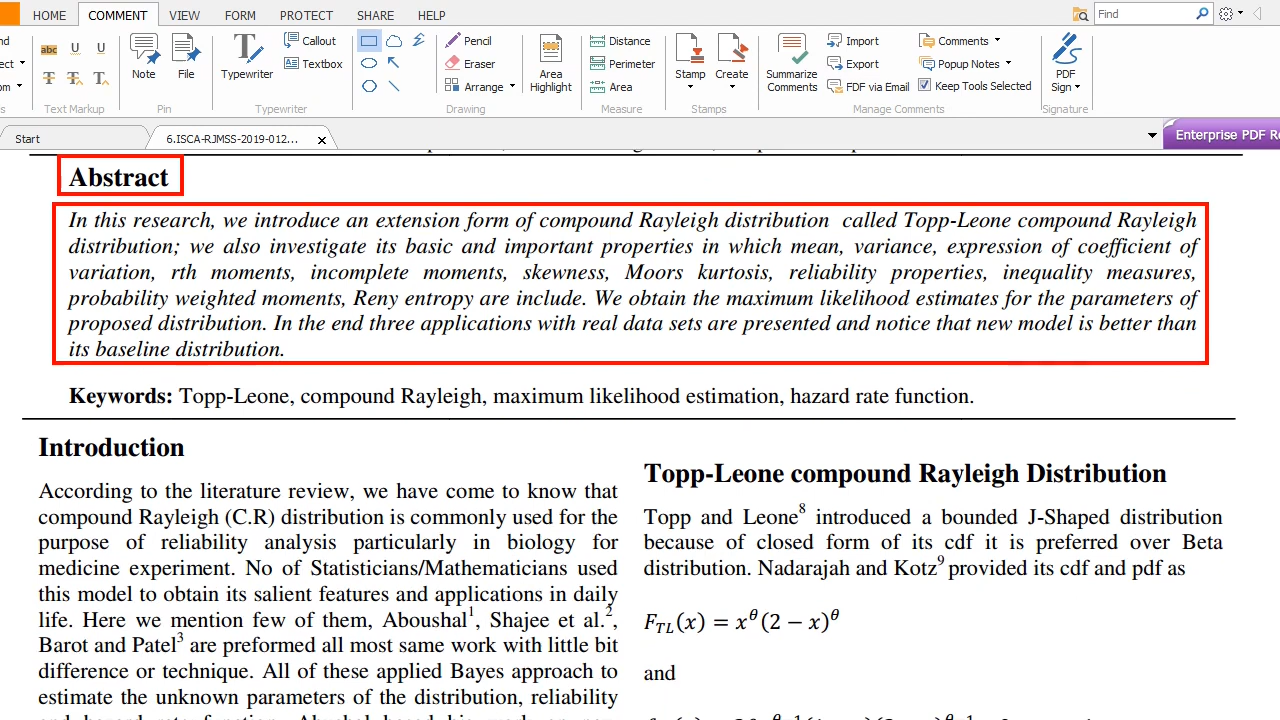 HOME COMMENT VIEW FORM PROTECT SHARE HELP Find
abc U U Note File Typewriter Callout Textbox Pencil Eraser Arrange Area Highlight Distance Perimeter Area Stamp Create Summarize Comments Import Export FDF via Email Comments Popup Notes Keep Tools Selected PDF Sign
Text Markup Pin Typewriter Drawing Measure Stamps Manage Comments Signature
Start 6.ISCA-RJMSS-2019-012... x Enterprise PDF
Abstract
In this research, we introduce an extension form of compound Rayleigh distribution called Topp-Leone compound Rayleigh
distribution; we also investigate its basic and important properties in which mean, variance, expression of coefficient of
variation, rth moments, incomplete moments, skewness, Moors kurtosis, reliability properties, inequality measures,
probability weighted moments, Reny entropy are include. We obtain the maximum likelihood estimates for the parameters of
proposed distribution. In the end three applications with real data sets are presented and notice that new model is better than
its baseline distribution.
Keywords: Topp-Leone, compound Rayleigh, maximum likelihood estimation, hazard rate function.
Introduction
According to the literature review, we have come to know that
compound Rayleigh (C.R) distribution is commonly used for the
purpose of reliability analysis particularly in biology for
medicine experiment. No of Statisticians/Mathematicians used
this model to obtain its salient features and applications in daily
life. Here we mention few of them, Aboushal¹, Shajee et al.²,
Barot and Patel³ are preformed all most same work with little bit
difference or technique. All of these applied Bayes approach to
estimate the unknown parameters of the distribution, reliability
Topp-Leone compound Rayleigh Distribution
Topp and Leone⁸ introduced a bounded J-Shaped distribution
because of closed form of its cdf it is preferred over Beta
distribution. Nadarajah and Kotz⁹ provided its cdf and pdf as
F_TL(x) = x^θ(2 − x)^θ
and